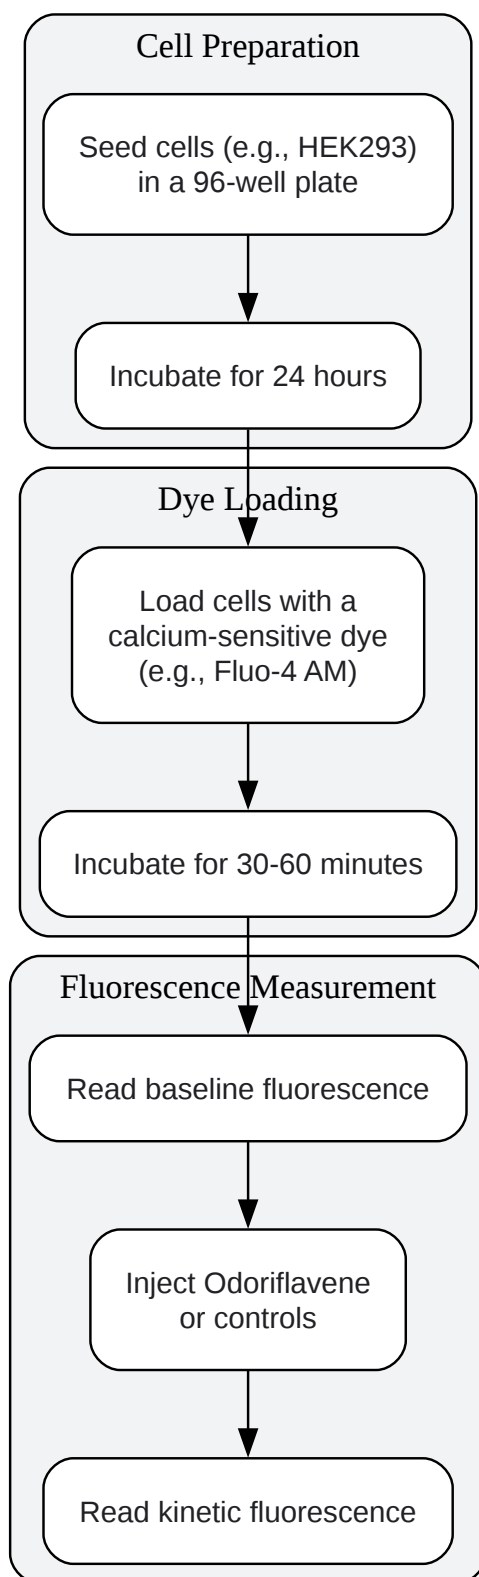 Cell Preparation
Seed cells (e.g., HEK293)
in a 96-well plate
Incubate for 24 hours
Dye Loading
Load cells with a
calcium-sensitive dye
(e.g., Fluo-4 AM)
Incubate for 30-60 minutes
Fluorescence Measurement
Read baseline fluorescence
Inject Odoriflavene
or controls
Read kinetic fluorescence